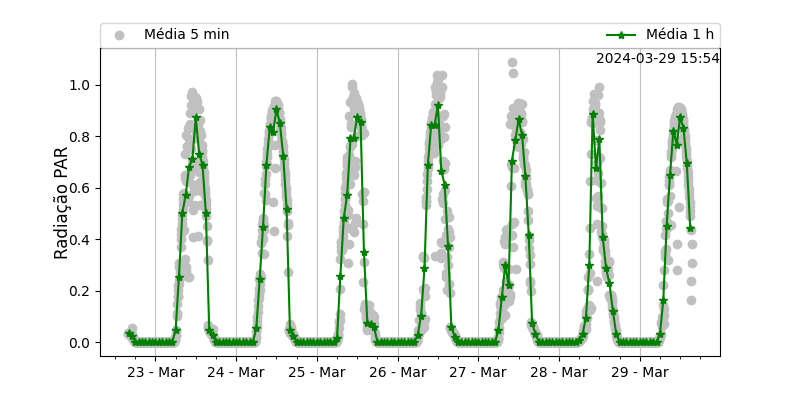 Média 5 min
Média 1 h
2024-03-29 15:54
Radiação PAR
1.0
0.8
0.6
0.4
0.2
0.0
23 - Mar
24 - Mar
25 - Mar
26 - Mar
27 - Mar
28 - Mar
29 - Mar